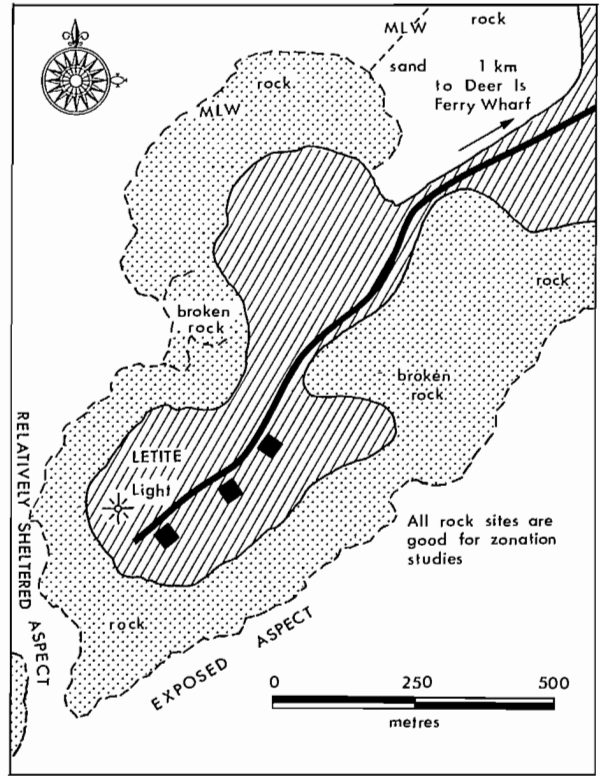 rock
MLW
sand
1 km
to Deer Is
Ferry Wharf
rock
MLW
rock
broken
rock
broken
rock
LETITE
Light
RELATIVELY SHELTERED ASPECT
All rock sites are
good for zonation
studies
rock
EXPOSED ASPECT
0 250 500
metres